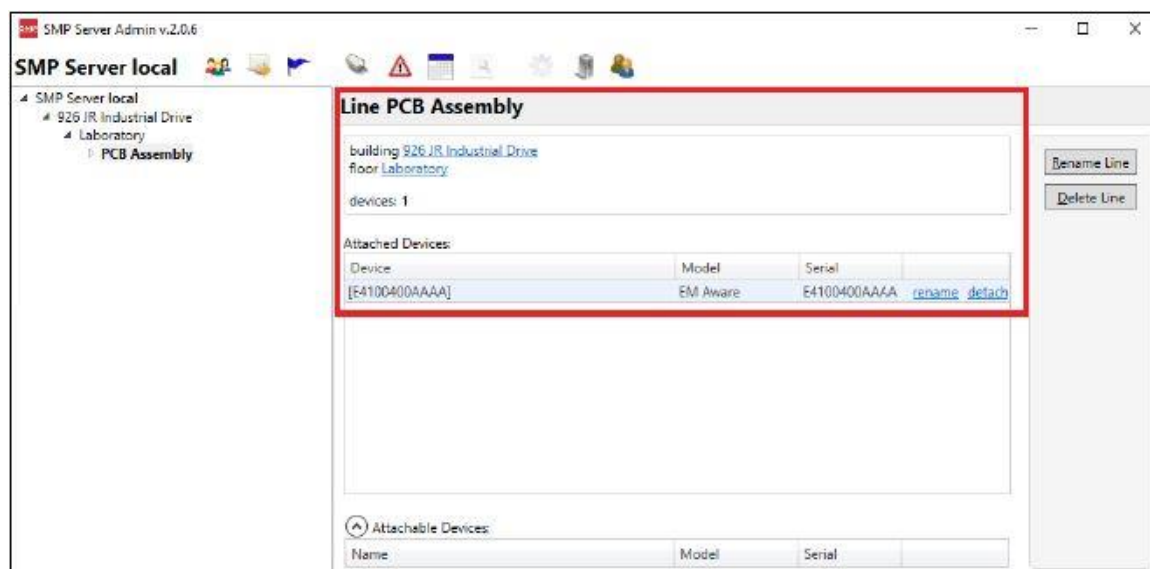 SMP Server Admin v.2.0.6
SMP Server local
SMP Server local
926 JR Industrial Drive
Laboratory
PCB Assembly
Line PCB Assembly
building 926 JR Industrial Drive
floor Laboratory
devices: 1
Rename Line
Delete Line
Attached Devices:
Device Model Serial
[E4100400AAAA] EM Aware E4100400AAAA rename detach
Attachable Devices:
Name Model Serial